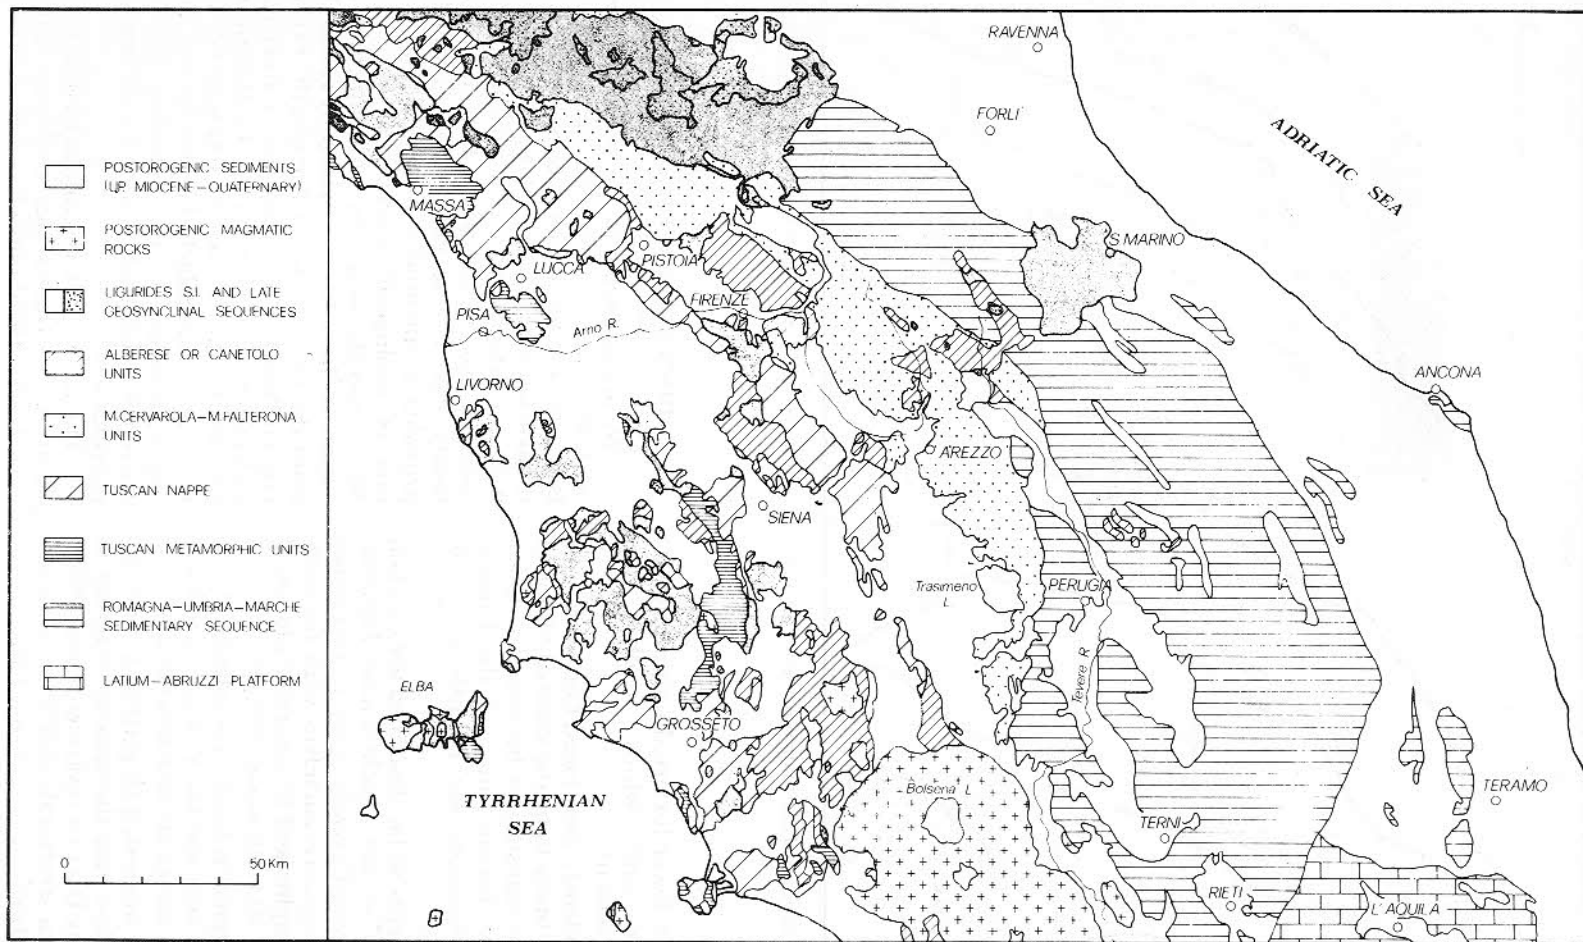 POSTOROGENIC SEDIMENTS
(UP. MIOCENE-QUATERNARY)
POSTOROGENIC MAGMATIC
ROCKS
LIGURIDES S.l. AND LATE
GEOSYNCLINAL SEQUENCES
ALBERESE OR CANETOLO
UNITS
M.CERVAROLA-M.FALTERONA
UNITS
TUSCAN NAPPE
TUSCAN METAMORPHIC UNITS
ROMAGNA-UMBRIA-MARCHE
SEDIMENTARY SEQUENCE
LATIUM-ABRUZZI PLATFORM
0 50 Km
RAVENNA
FORLI'
ADRIATIC SEA
MASSA
S. MARINO
PISTOIA
LUCCA
FIRENZE
PISA
Arno R.
ANCONA
LIVORNO
AREZZO
SIENA
Trasimeno
L.
PERUGIA
Tevere R.
ELBA
GROSSETO
Bolsena L.
TERAMO
TYRRHENIAN
SEA
TERNI
RIETI
L'AQUILA